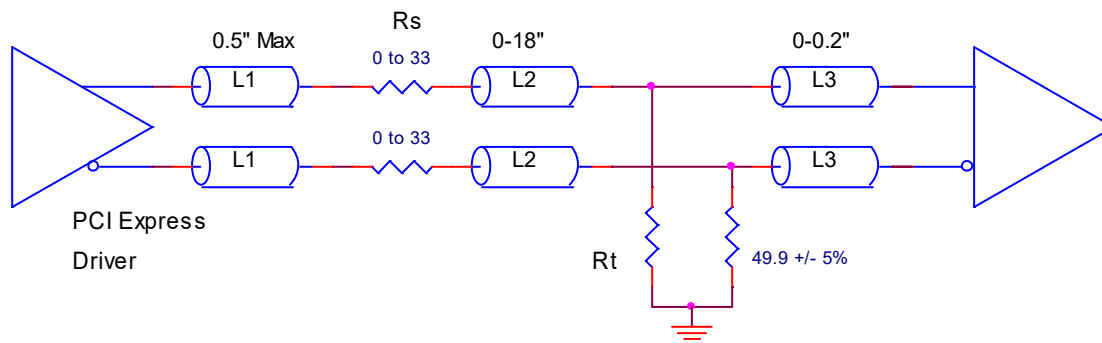 Rs
0.5" Max
0-18"
0-0.2"
0 to 33
L1
L2
L3
0 to 33
L1
L2
L3
PCI Express
Driver
Rt
49.9 +/- 5%